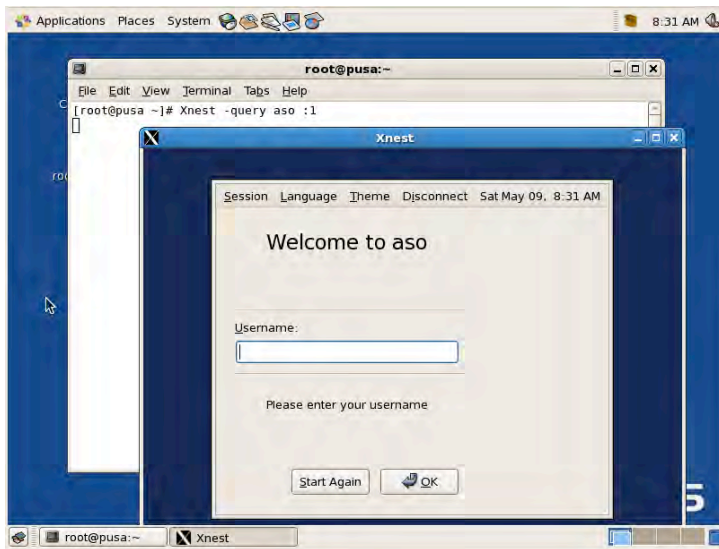 Applications Places System 8:31 AM
root@pusa:~
File Edit View Terminal Tabs Help
[root@pusa ~]# Xnest -query aso :1
Xnest
Session Language Theme Disconnect Sat May 09, 8:31 AM
Welcome to aso
Username:
Please enter your username
Start Again OK
5
root@pusa:~ Xnest